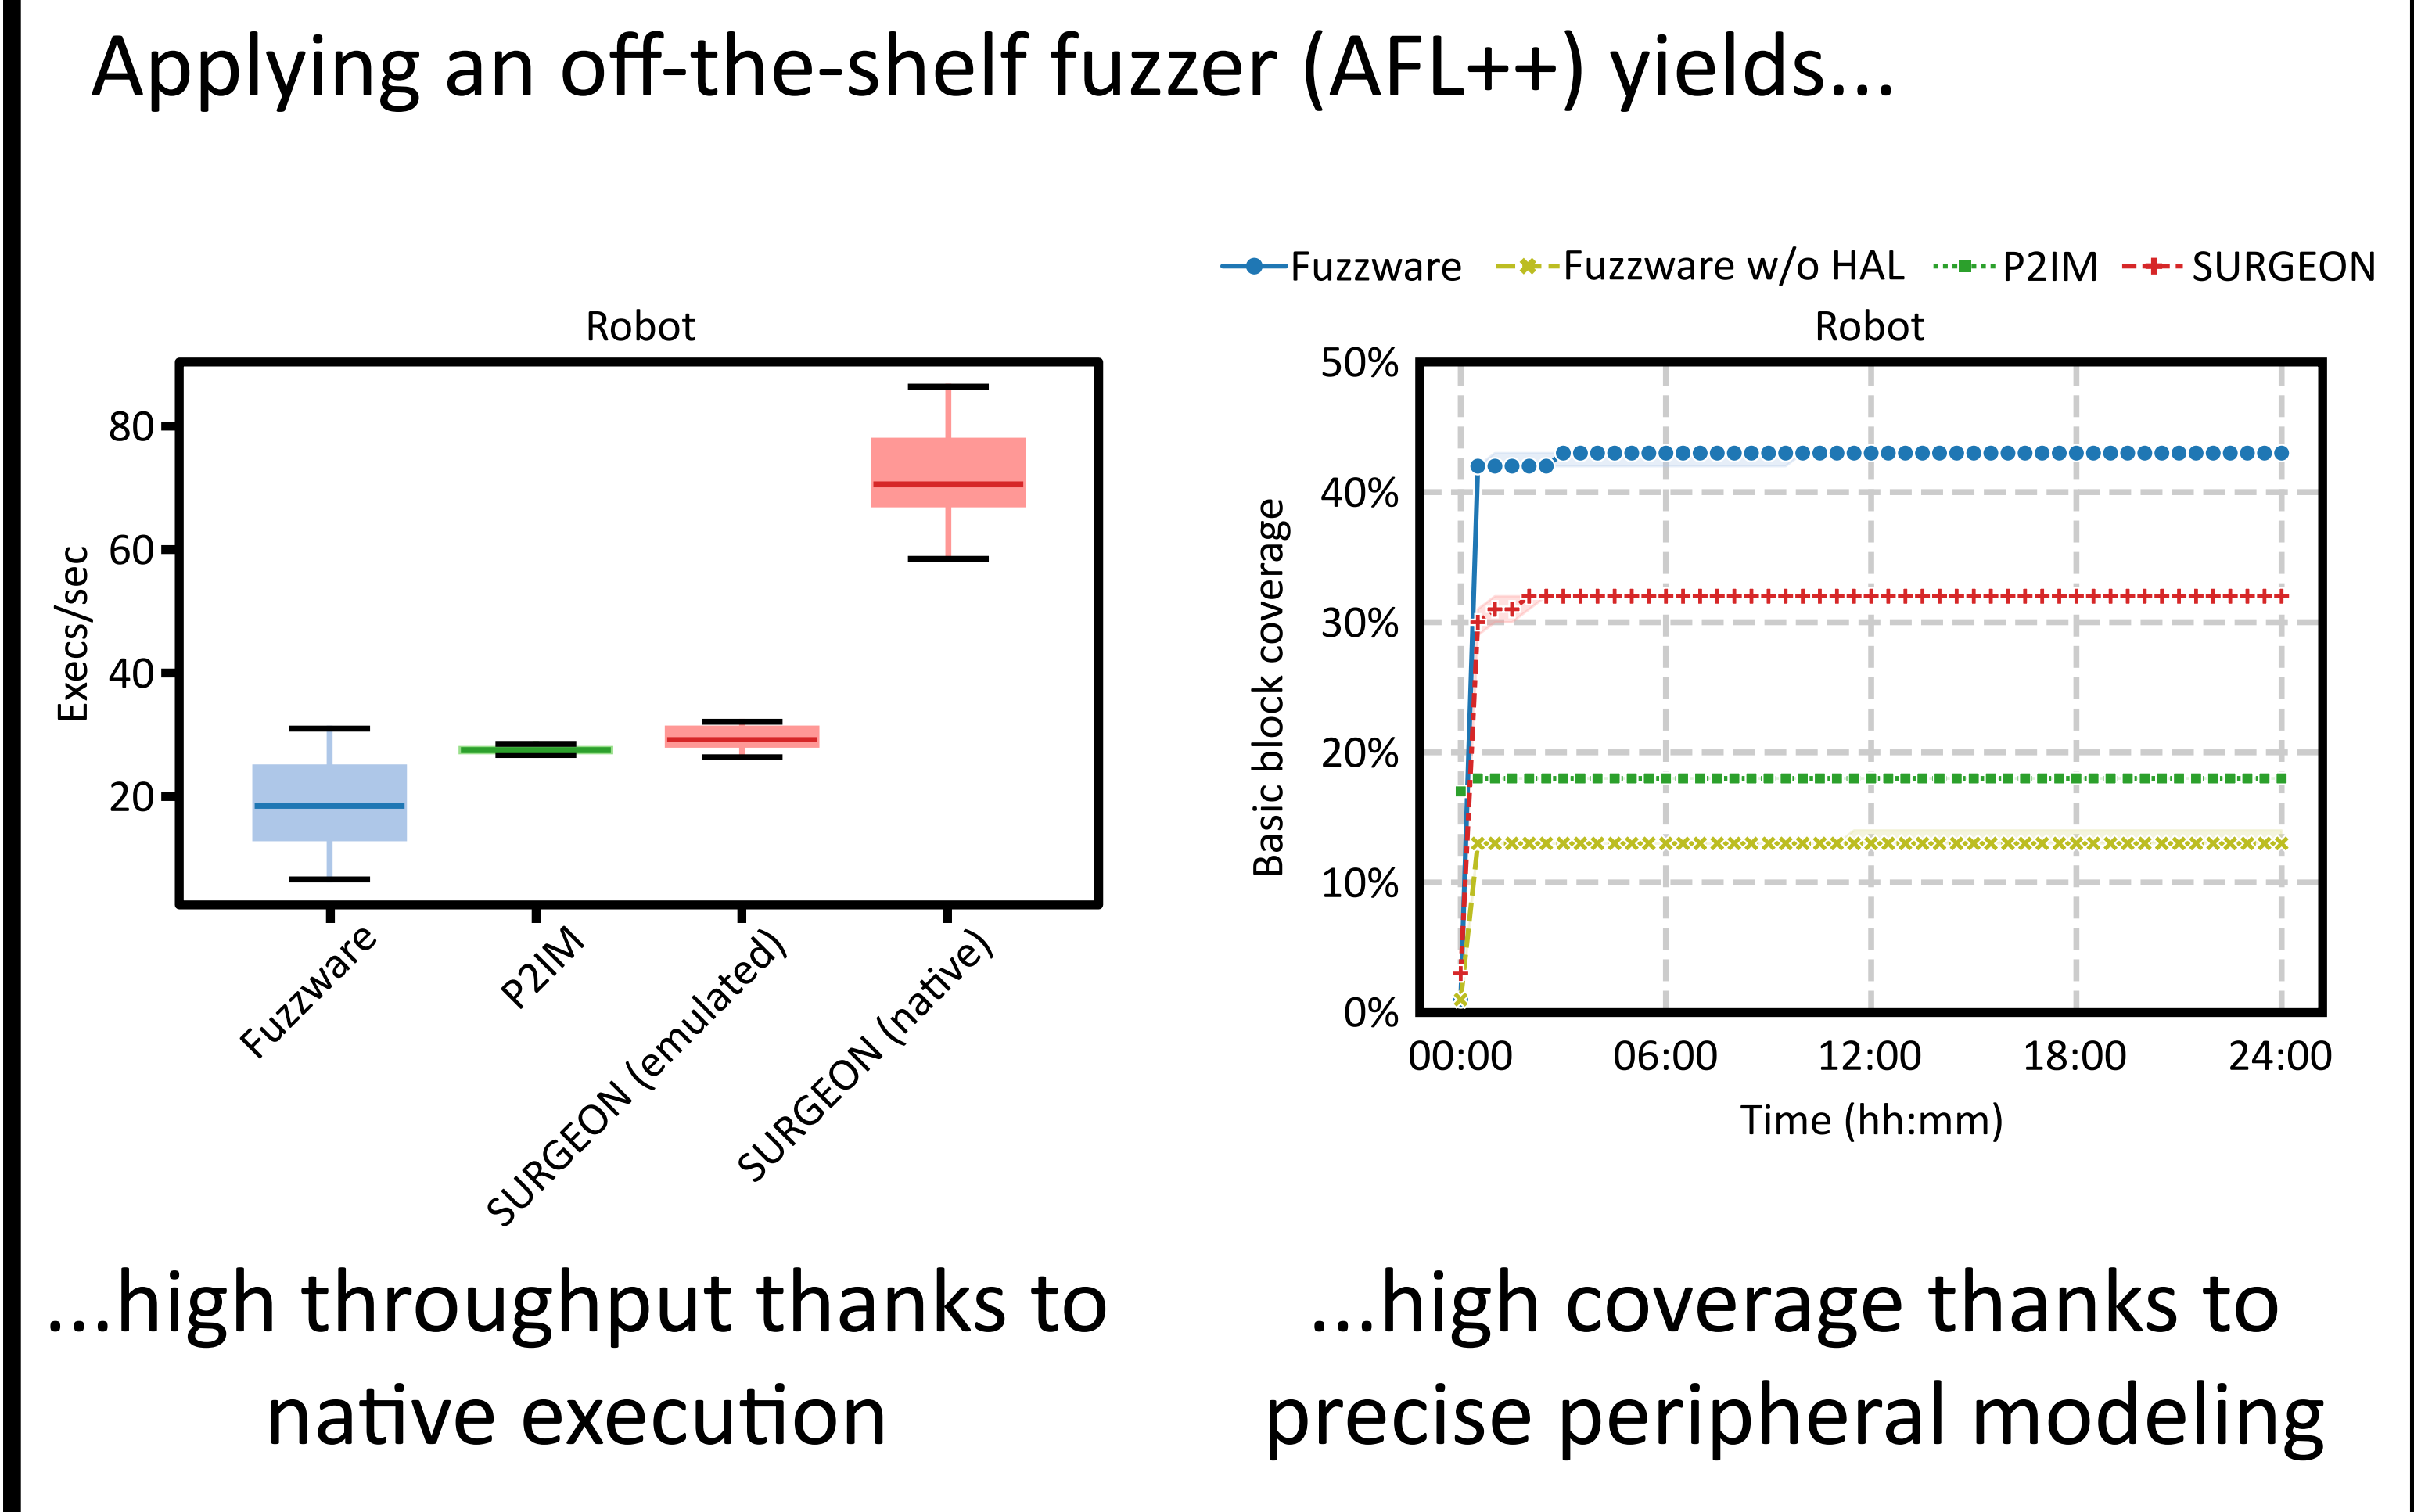 Applying an off-the-shelf fuzzer (AFL++) yields...
Robot
Execs/sec
80
60
40
20
Fuzzware
P2IM
SURGEON (emulated)
SURGEON (native)
Fuzzware
Fuzzware w/o HAL
P2IM
SURGEON
Robot
Basic block coverage
50%
40%
30%
20%
10%
0%
00:00
06:00
12:00
18:00
24:00
Time (hh:mm)
...high throughput thanks to
native execution
...high coverage thanks to
precise peripheral modeling